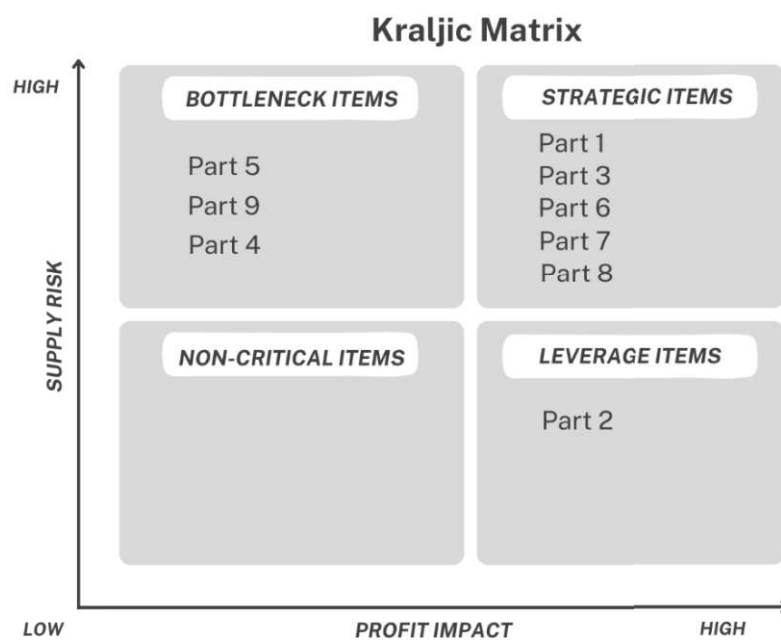 Kraljic Matrix
HIGH
BOTTLENECK ITEMS
Part 5
Part 9
Part 4
STRATEGIC ITEMS
Part 1
Part 3
Part 6
Part 7
Part 8
SUPPLY RISK
NON-CRITICAL ITEMS
LEVERAGE ITEMS
Part 2
LOW
PROFIT IMPACT
HIGH